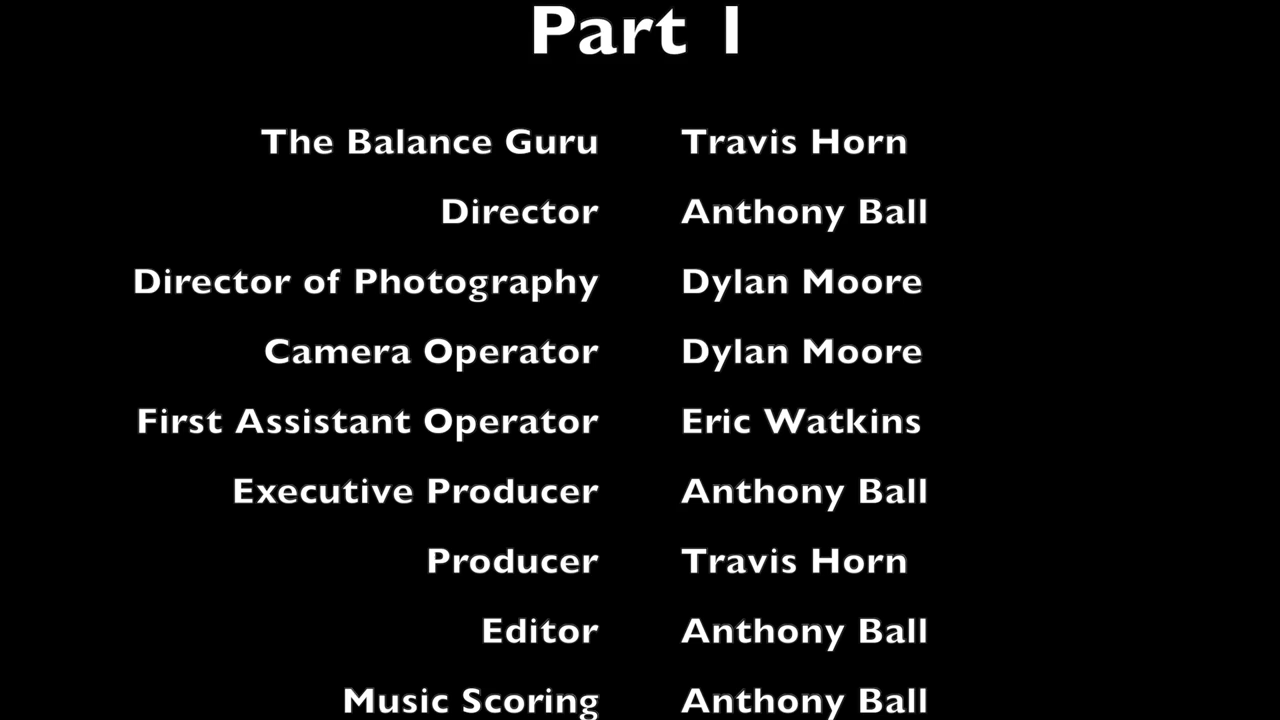 Part 1
The Balance Guru Travis Horn
Director Anthony Ball
Director of Photography Dylan Moore
Camera Operator Dylan Moore
First Assistant Operator Eric Watkins
Executive Producer Anthony Ball
Producer Travis Horn
Editor Anthony Ball
Music Scoring Anthony Ball